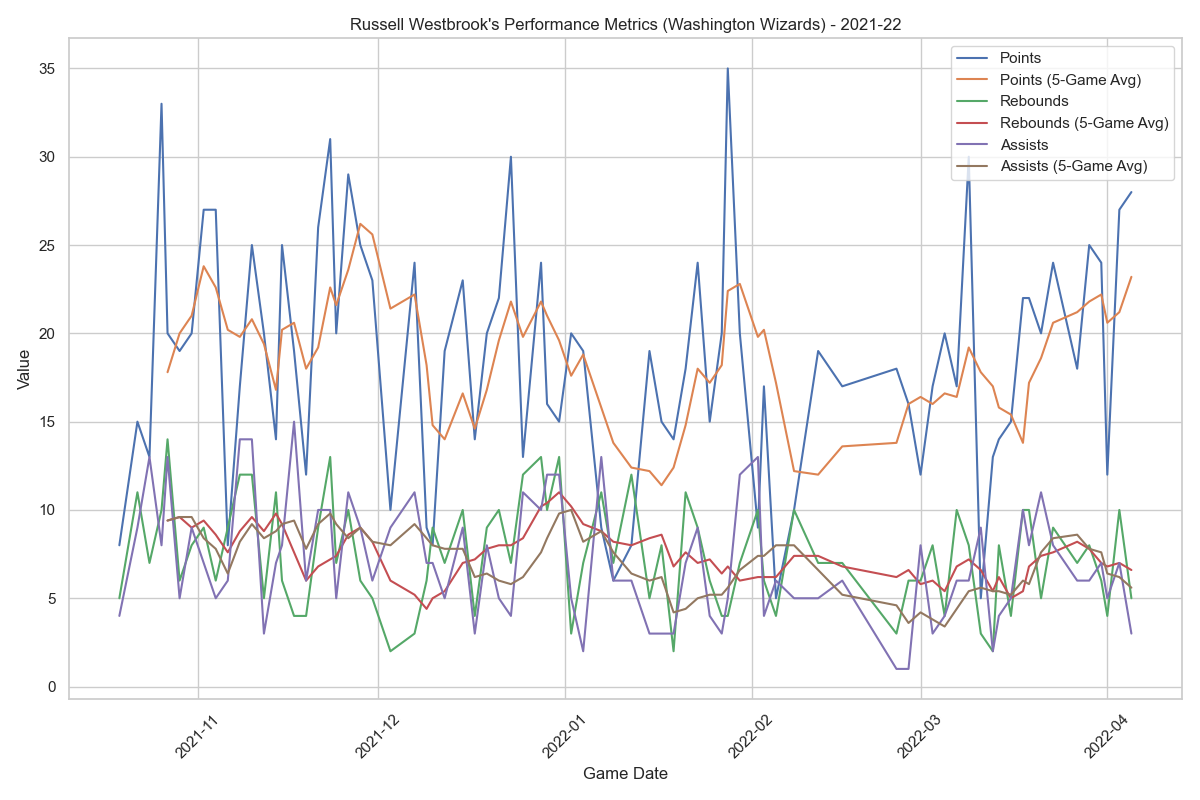 Russell Westbrook's Performance Metrics (Washington Wizards) - 2021-22
Points
Points (5-Game Avg)
Rebounds
Rebounds (5-Game Avg)
Assists
Assists (5-Game Avg)
Value
35
30
25
20
15
10
5
0
2021-11
2021-12
2022-01
2022-02
2022-03
2022-04
Game Date